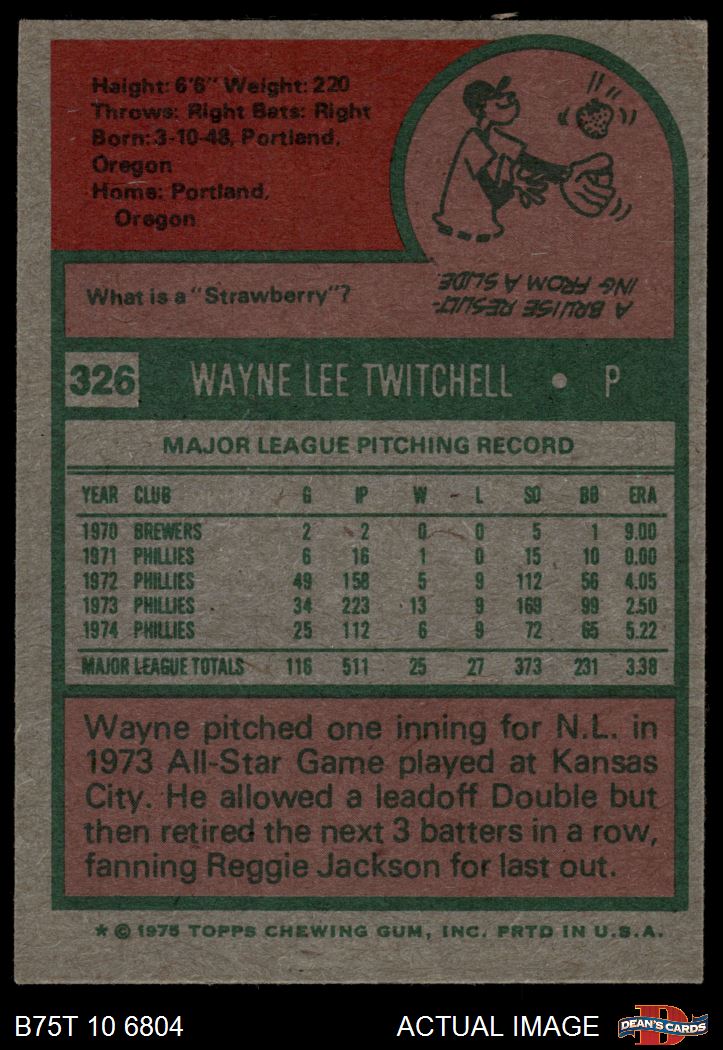 Height: 6'6" Weight: 220
Throws: Right Bats: Right
Born: 3-10-48, Portland,
Oregon
Home: Portland,
Oregon
What is a "Strawberry"?
A BRUISE RESULT-
ING FROM A SLIDE.
326 WAYNE LEE TWITCHELL • P
MAJOR LEAGUE PITCHING RECORD
YEAR CLUB G IP W L SO BB ERA
1970 BREWERS 2 2 0 0 5 1 9.00
1971 PHILLIES 6 16 1 0 15 10 0.00
1972 PHILLIES 49 158 5 9 112 56 4.05
1973 PHILLIES 34 223 13 9 169 99 2.50
1974 PHILLIES 25 112 6 9 72 65 5.22
MAJOR LEAGUE TOTALS 116 511 25 27 373 231 3.38
Wayne pitched one inning for N.L. in
1973 All-Star Game played at Kansas
City. He allowed a leadoff Double but
then retired the next 3 batters in a row,
fanning Reggie Jackson for last out.
* © 1975 TOPPS CHEWING GUM, INC. PRTD IN U.S.A.
B75T 10 6804 ACTUAL IMAGE D DEAN'S CARDS